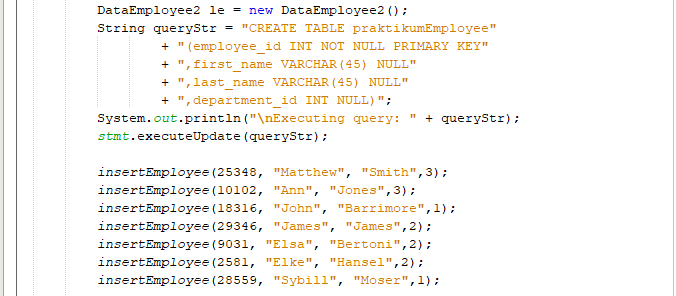 DataEmployee2 le = new DataEmployee2();
String queryStr = "CREATE TABLE praktikumEmployee"
+ "(employee_id INT NOT NULL PRIMARY KEY"
+ ",first_name VARCHAR(45) NULL"
+ ",last_name VARCHAR(45) NULL"
+ ",department_id INT NULL)";
System.out.println("\nExecuting query: " + queryStr);
stmt.executeUpdate(queryStr);
insertEmployee(25348, "Matthew", "Smith",3);
insertEmployee(10102, "Ann", "Jones",3);
insertEmployee(18316, "John", "Barrimore",1);
insertEmployee(29346, "James", "James",2);
insertEmployee(9031, "Elsa", "Bertoni",2);
insertEmployee(2581, "Elke", "Hansel",2);
insertEmployee(28559, "Sybill", "Moser",1);